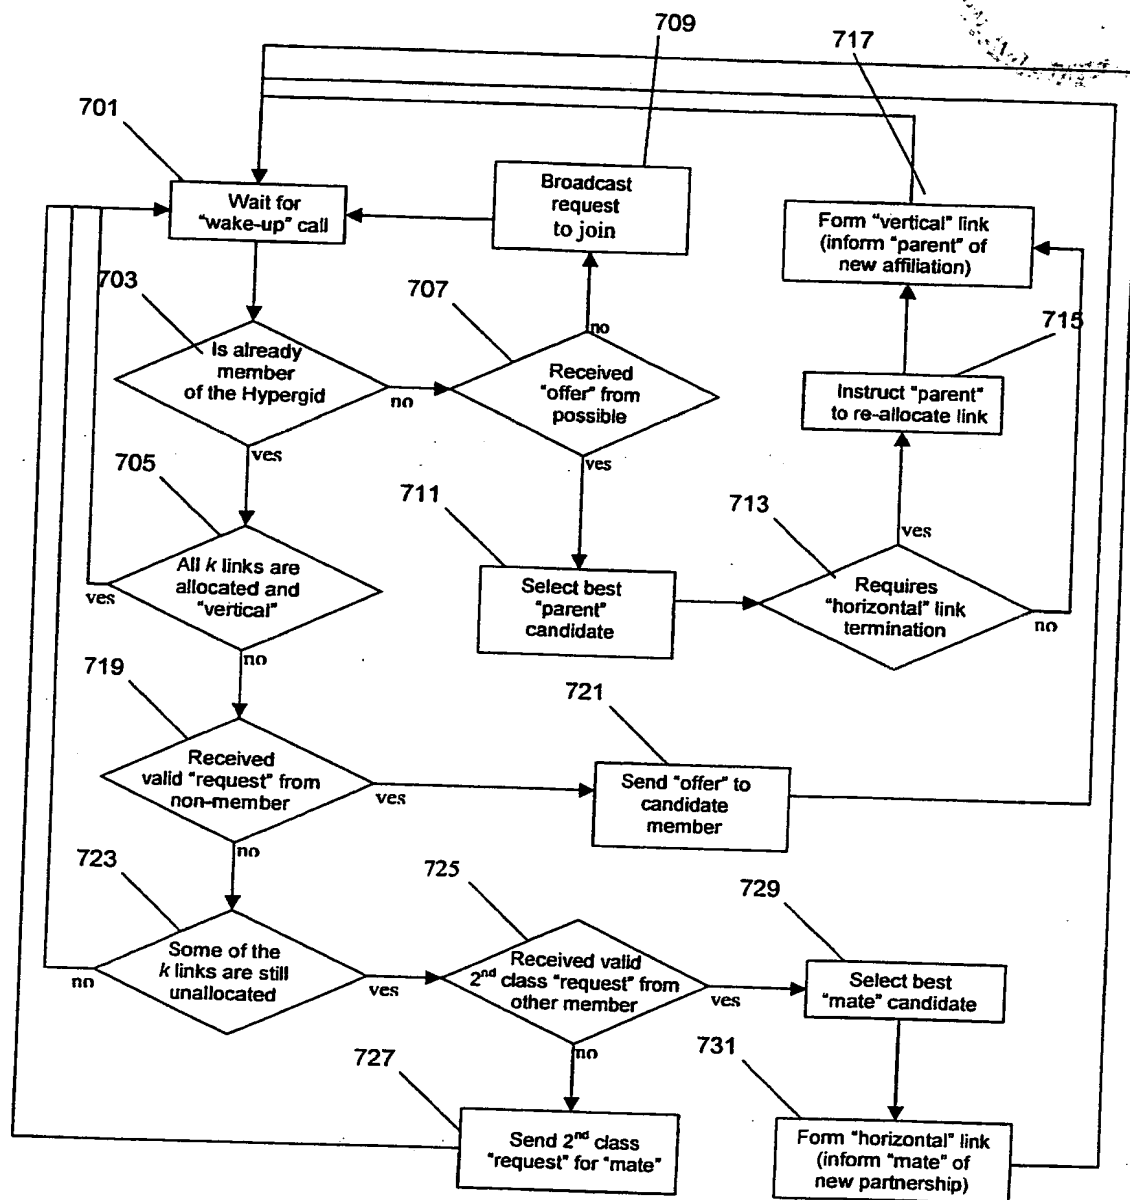 709
717
701
Wait for
"wake-up" call
Broadcast
request
to join
Form "vertical" link
(inform "parent" of
new affiliation)
703
707
no
715
Is already
member
of the Hypergid
no
Received
"offer" from
possible
Instruct "parent"
to re-allocate link
yes
yes
705
711
713
yes
All k links are
allocated and
"vertical"
yes
Select best
"parent"
candidate
Requires
"horizontal" link
termination
no
no
719
721
Received
valid "request" from
non-member
yes
Send "offer" to
candidate
member
no
723
725
729
Some of the
k links are still
unallocated
no
yes
Received valid
2nd class "request" from
other member
yes
Select best
"mate" candidate
no
727
731
Send 2nd class
"request" for "mate"
Form "horizontal" link
(inform "mate" of
new partnership)